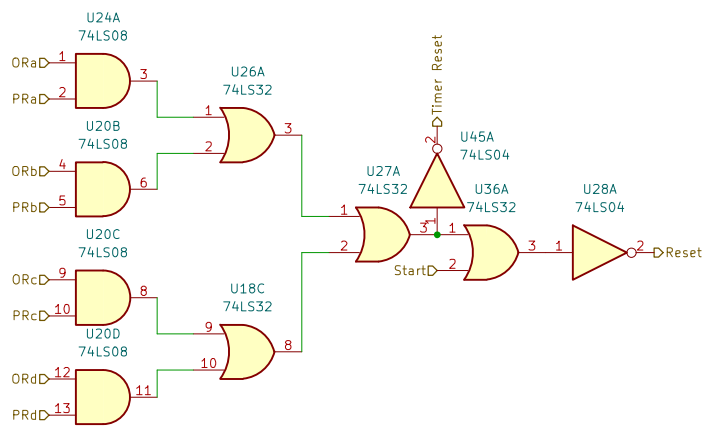 U24A
74LS08
ORa
1
PRa
2
3
U20B
74LS08
ORb
4
PRb
5
6
U26A
74LS32
1
2
3
U20C
74LS08
ORc
9
PRc
10
8
U20D
74LS08
ORd
12
PRd
13
11
U18C
74LS32
9
10
8
U27A
74LS32
1
2
3
Timer Reset
2
U45A
74LS04
1
U36A
74LS32
1
Start
2
3
U28A
74LS04
1
2
Reset